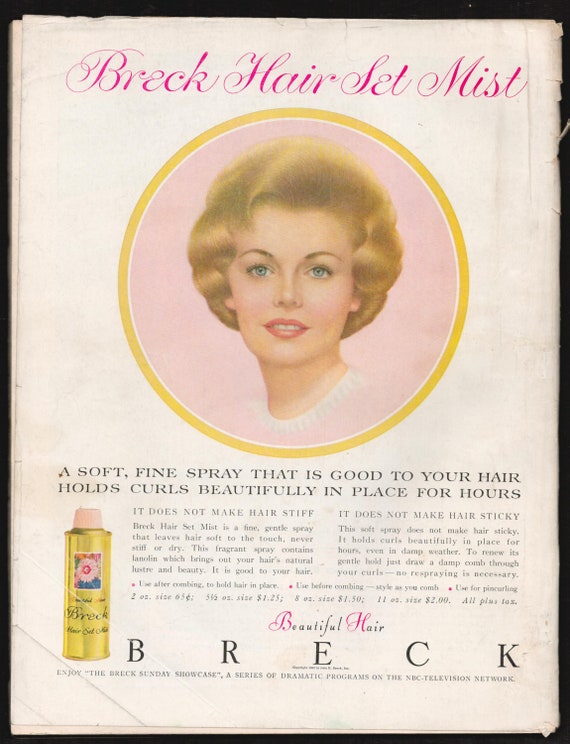 Breck Hair Set Mist
A SOFT, FINE SPRAY THAT IS GOOD TO YOUR HAIR
HOLDS CURLS BEAUTIFULLY IN PLACE FOR HOURS
IT DOES NOT MAKE HAIR STIFF
Breck Hair Set Mist is a fine, gentle spray
that leaves hair soft to the touch, never
stiff or dry. This fragrant spray contains
lanolin which brings out your hair's natural
lustre and beauty. It is good to your hair.
IT DOES NOT MAKE HAIR STICKY
This soft spray does not make hair sticky.
It holds curls beautifully in place for
hours, even in damp weather. To renew its
gentle hold just draw a damp comb through
your curls — no respraying is necessary.
• Use after combing, to hold hair in place. • Use before combing — style as you comb • Use for pincurling
2 oz. size 65¢; 5½ oz. size $1.25; 8 oz. size $1.50; 11 oz. size $2.00. All plus tax.
Breck
Hair Set Mist
Beautiful Hair
BRECK
ENJOY "THE BRECK SUNDAY SHOWCASE", A SERIES OF DRAMATIC PROGRAMS ON THE NBC-TELEVISION NETWORK.